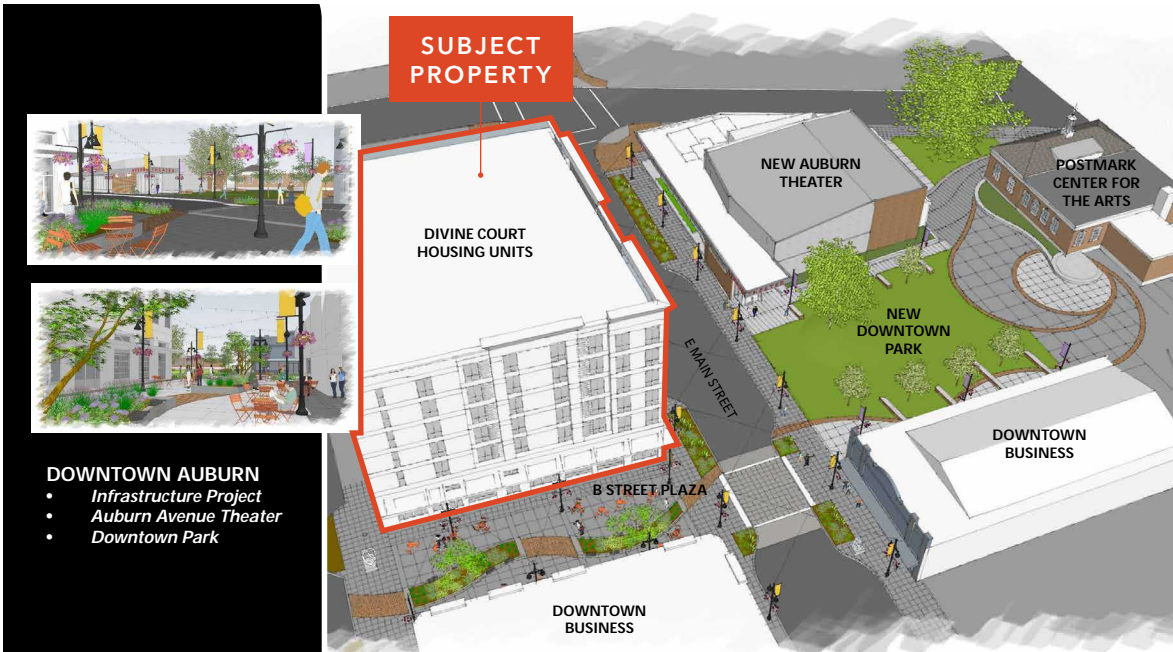 SUBJECT
PROPERTY
NEW AUBURN
THEATER
POSTMARK
CENTER FOR
THE ARTS
DIVINE COURT
HOUSING UNITS
NEW
DOWNTOWN
PARK
E MAIN STREET
DOWNTOWN
BUSINESS
B STREET PLAZA
DOWNTOWN
BUSINESS
DOWNTOWN AUBURN
• Infrastructure Project
• Auburn Avenue Theater
• Downtown Park